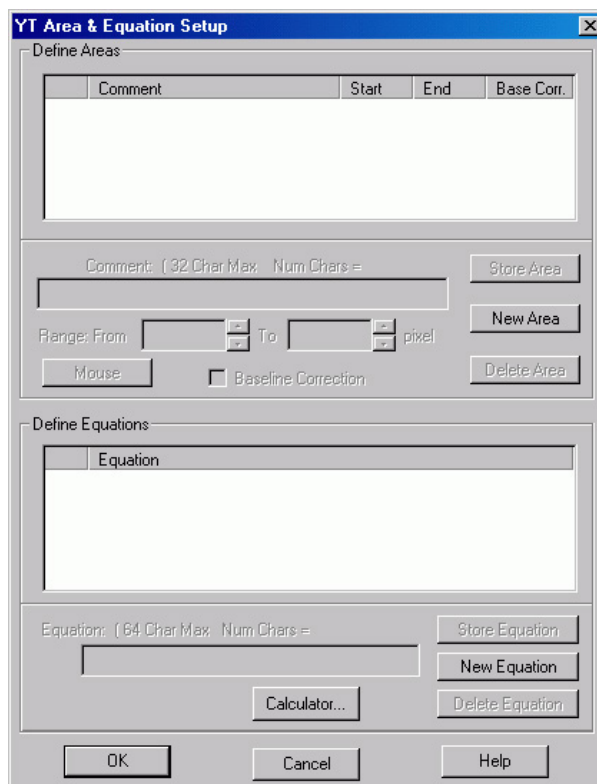 YT Area & Equation Setup
Define Areas
Comment Start End Base Corr.
Comment: ( 32 Char Max Num Chars =
Store Area
New Area
Range: From To pixel
Mouse Baseline Correction Delete Area
Define Equations
Equation
Equation: ( 64 Char Max Num Chars =
Store Equation
New Equation
Calculator... Delete Equation
OK Cancel Help